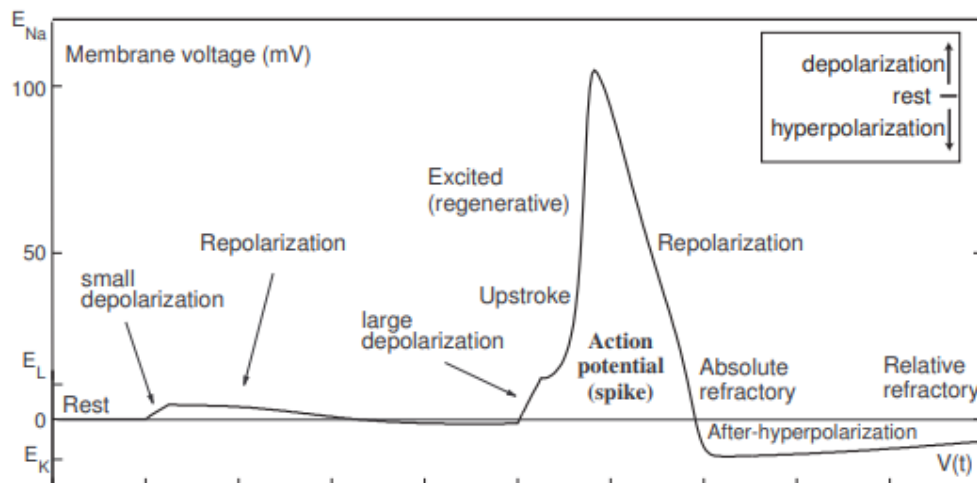 E_Na
Membrane voltage (mV)
depolarization
rest
hyperpolarization
100
Excited
(regenerative)
Repolarization
Repolarization
50
small
depolarization
Upstroke
large
depolarization
Action
potential
(spike)
Absolute
refractory
Relative
refractory
E_L
Rest
0
After-hyperpolarization
E_K
V(t)